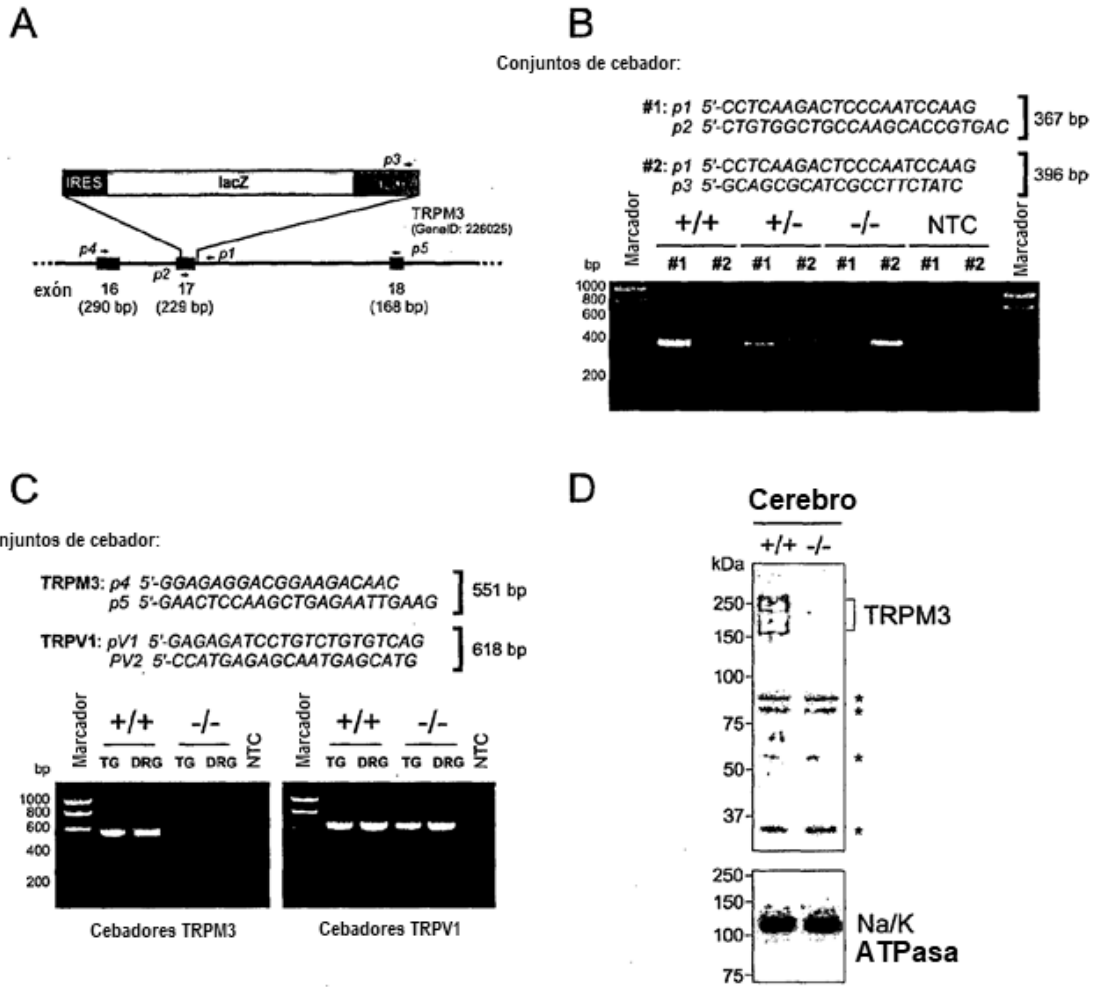 A
IRES
lacZ
p3
TRPM3
(GeneID: 226025)
p4
p2
p1
p5
exón
16
17
18
(290 bp)
(229 bp)
(168 bp)
B
Conjuntos de cebador:
#1: p1 5'-CCTCAAGACTCCCAATCCAAG
p2 5'-CTGTGGCTGCCAAGCACCGTGAC
367 bp
#2: p1 5'-CCTCAAGACTCCCAATCCAAG
p3 5'-GCAGCGCATCGCCTTCTATC
396 bp
Marcador
+/+
+/-
-/-
NTC
Marcador
bp
#1 #2 #1 #2 #1 #2 #1 #2
1000
800
600
400
200
C
njuntos de cebador:
TRPM3: p4 5'-GGAGAGGACGGAAGACAAC
p5 5'-GAACTCCAAGCTGAGAATTGAAG
551 bp
TRPV1: pV1 5'-GAGAGATCCTGTCTGTGTCAG
PV2 5'-CCATGAGAGCAATGAGCATG
618 bp
Marcador
+/+
-/-
NTC
TG DRG TG DRG
bp
1000
800
600
400
200
Cebadores TRPM3
Marcador
+/+
-/-
NTC
TG DRG TG DRG
Cebadores TRPV1
D
Cerebro
+/+ -/-
kDa
250
150
100
75
50
37
TRPM3
*
*
*
*
250
150
100
75
Na/K
ATPasa